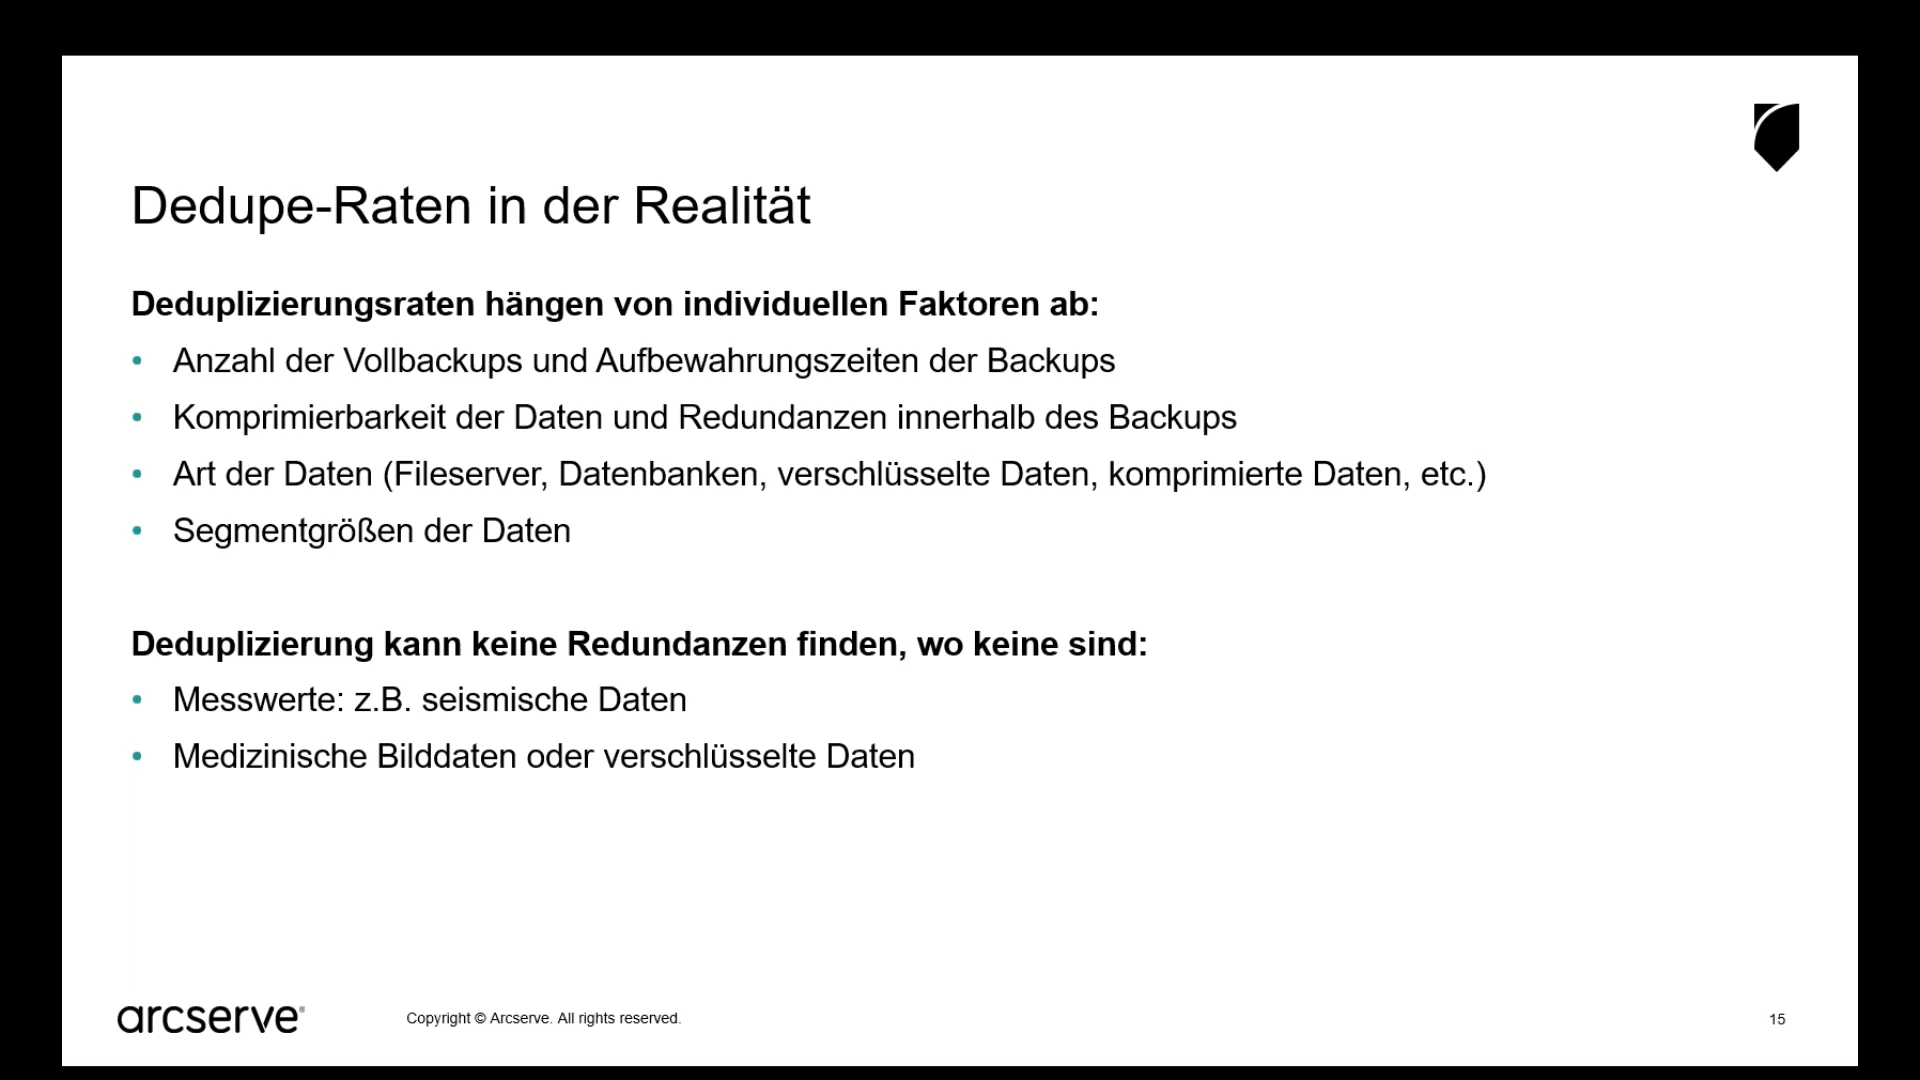 Dedupe-Raten in der Realität
Deduplizierungsraten hängen von individuellen Faktoren ab:
• Anzahl der Vollbackups und Aufbewahrungszeiten der Backups
• Komprimierbarkeit der Daten und Redundanzen innerhalb des Backups
• Art der Daten (Fileserver, Datenbanken, verschlüsselte Daten, komprimierte Daten, etc.)
• Segmentgrößen der Daten
Deduplizierung kann keine Redundanzen finden, wo keine sind:
• Messwerte: z.B. seismische Daten
• Medizinische Bilddaten oder verschlüsselte Daten
arcserve®
Copyright © Arcserve. All rights reserved.
15